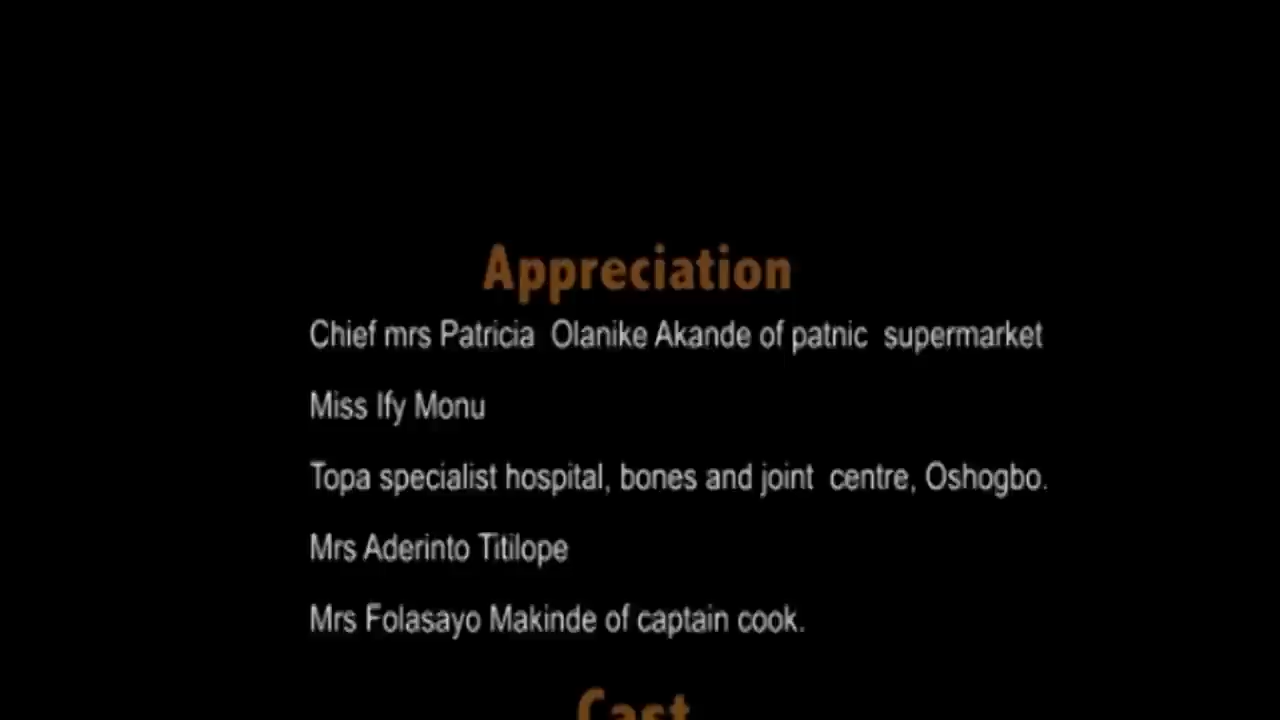 Appreciation
Chief mrs Patricia Olanike Akande of patnic supermarket
Miss Ify Monu
Topa specialist hospital, bones and joint centre, Oshogbo.
Mrs Aderinto Titilope
Mrs Folasayo Makinde of captain cook.
Cast